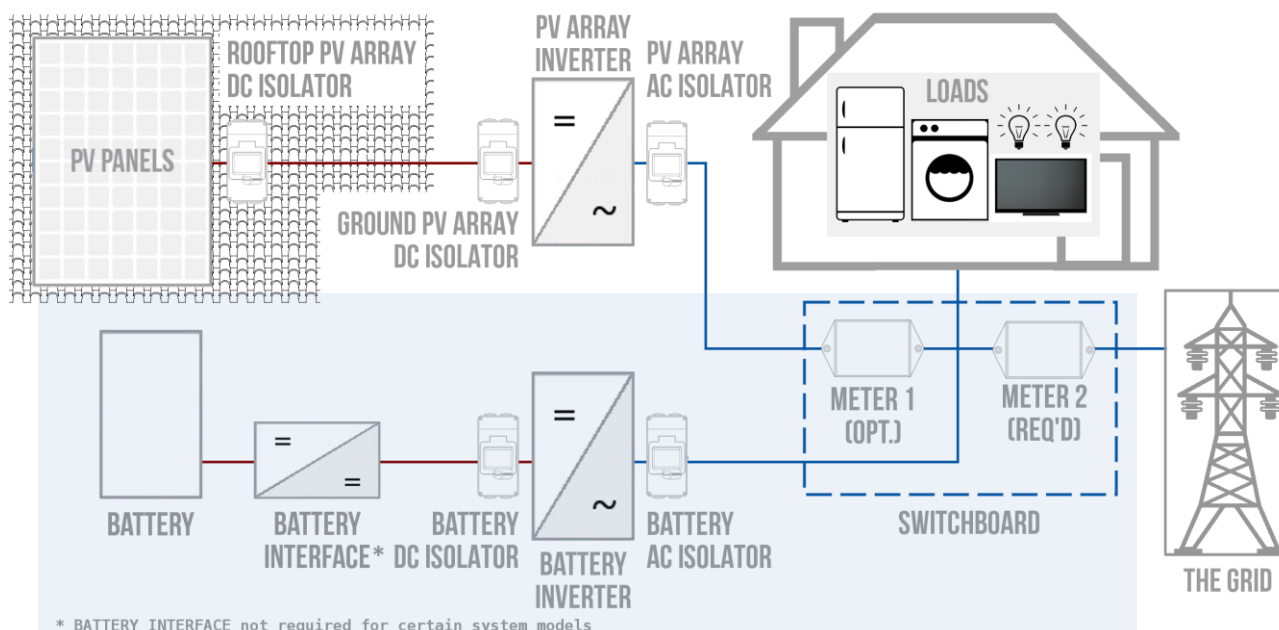 ROOFTOP PV ARRAY
DC ISOLATOR
PV ARRAY
INVERTER
PV ARRAY
AC ISOLATOR
LOADS
PV PANELS
GROUND PV ARRAY
DC ISOLATOR
METER 1
(OPT.)
METER 2
(REQ'D)
BATTERY
BATTERY
INTERFACE*
BATTERY
DC ISOLATOR
BATTERY
INVERTER
BATTERY
AC ISOLATOR
SWITCHBOARD
THE GRID
* BATTERY INTERFACE not required for certain system models